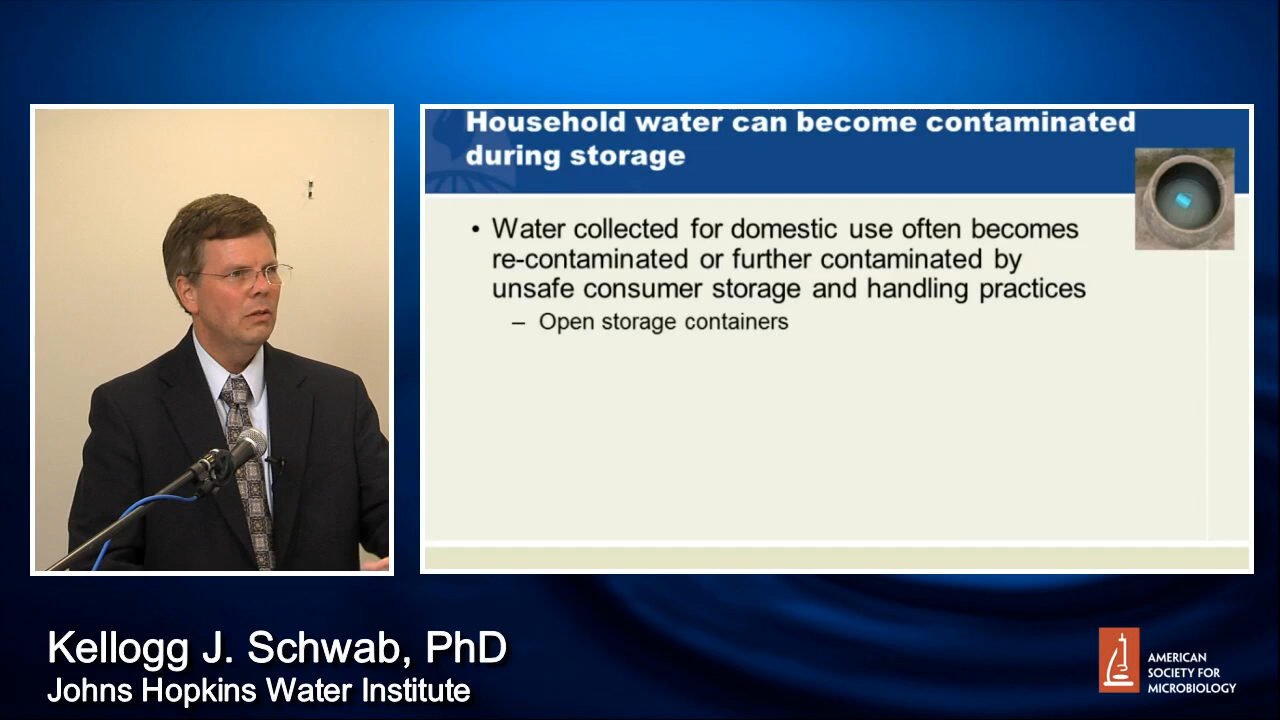 Household water can become contaminated
during storage
• Water collected for domestic use often becomes
re-contaminated or further contaminated by
unsafe consumer storage and handling practices
– Open storage containers
Kellogg J. Schwab, PhD
Johns Hopkins Water Institute
AMERICAN
SOCIETY FOR
MICROBIOLOGY